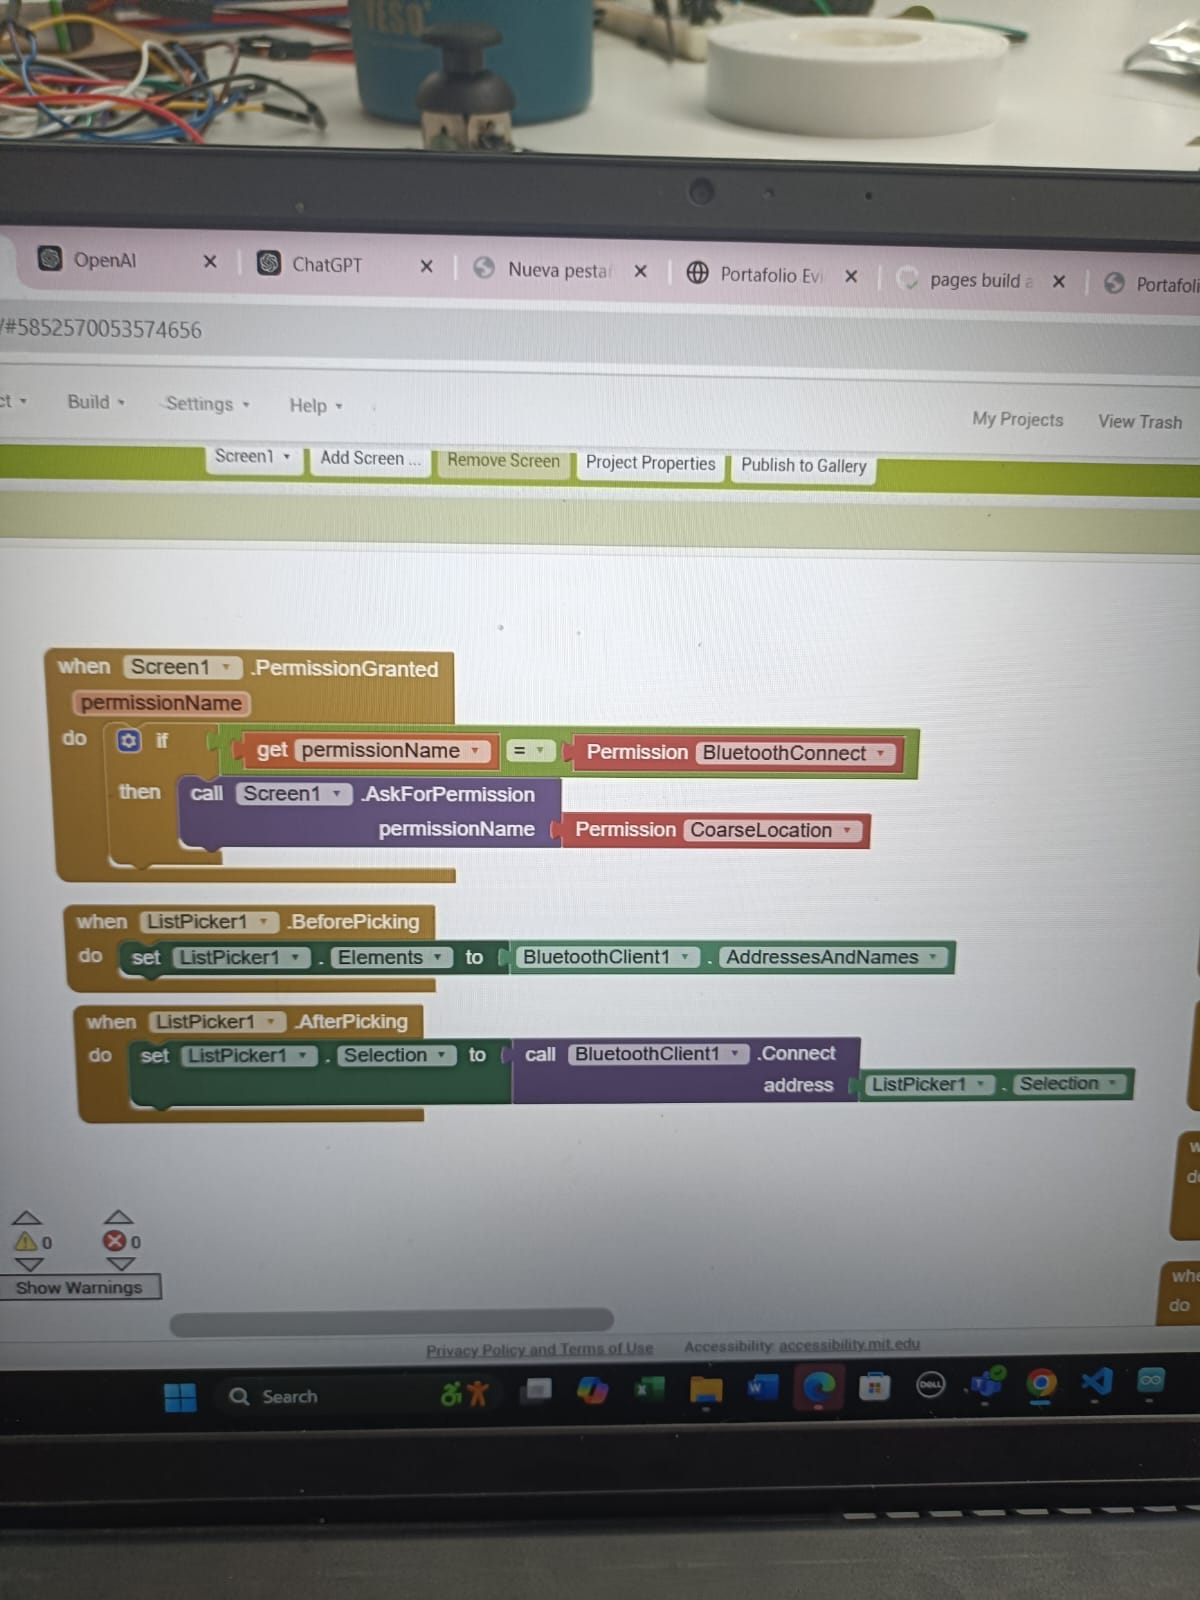 YESO
OpenAI × ChatGPT × Nueva pesta × Portafolio Evi × pages build a × Portafoli
/#5852570053574656
ct Build Settings Help My Projects View Trash
Screen1 Add Screen ... Remove Screen Project Properties Publish to Gallery
when Screen1 .PermissionGranted
permissionName
do if get permissionName = Permission BluetoothConnect
then call Screen1 .AskForPermission
permissionName Permission CoarseLocation
when ListPicker1 .BeforePicking
do set ListPicker1 . Elements to BluetoothClient1 . AddressesAndNames
when ListPicker1 .AfterPicking
do set ListPicker1 . Selection to call BluetoothClient1 .Connect
address ListPicker1 . Selection
w
do
0 0
Show Warnings
whe
do
Privacy Policy and Terms of Use Accessibility: accessibility.mit.edu
Search
DELL